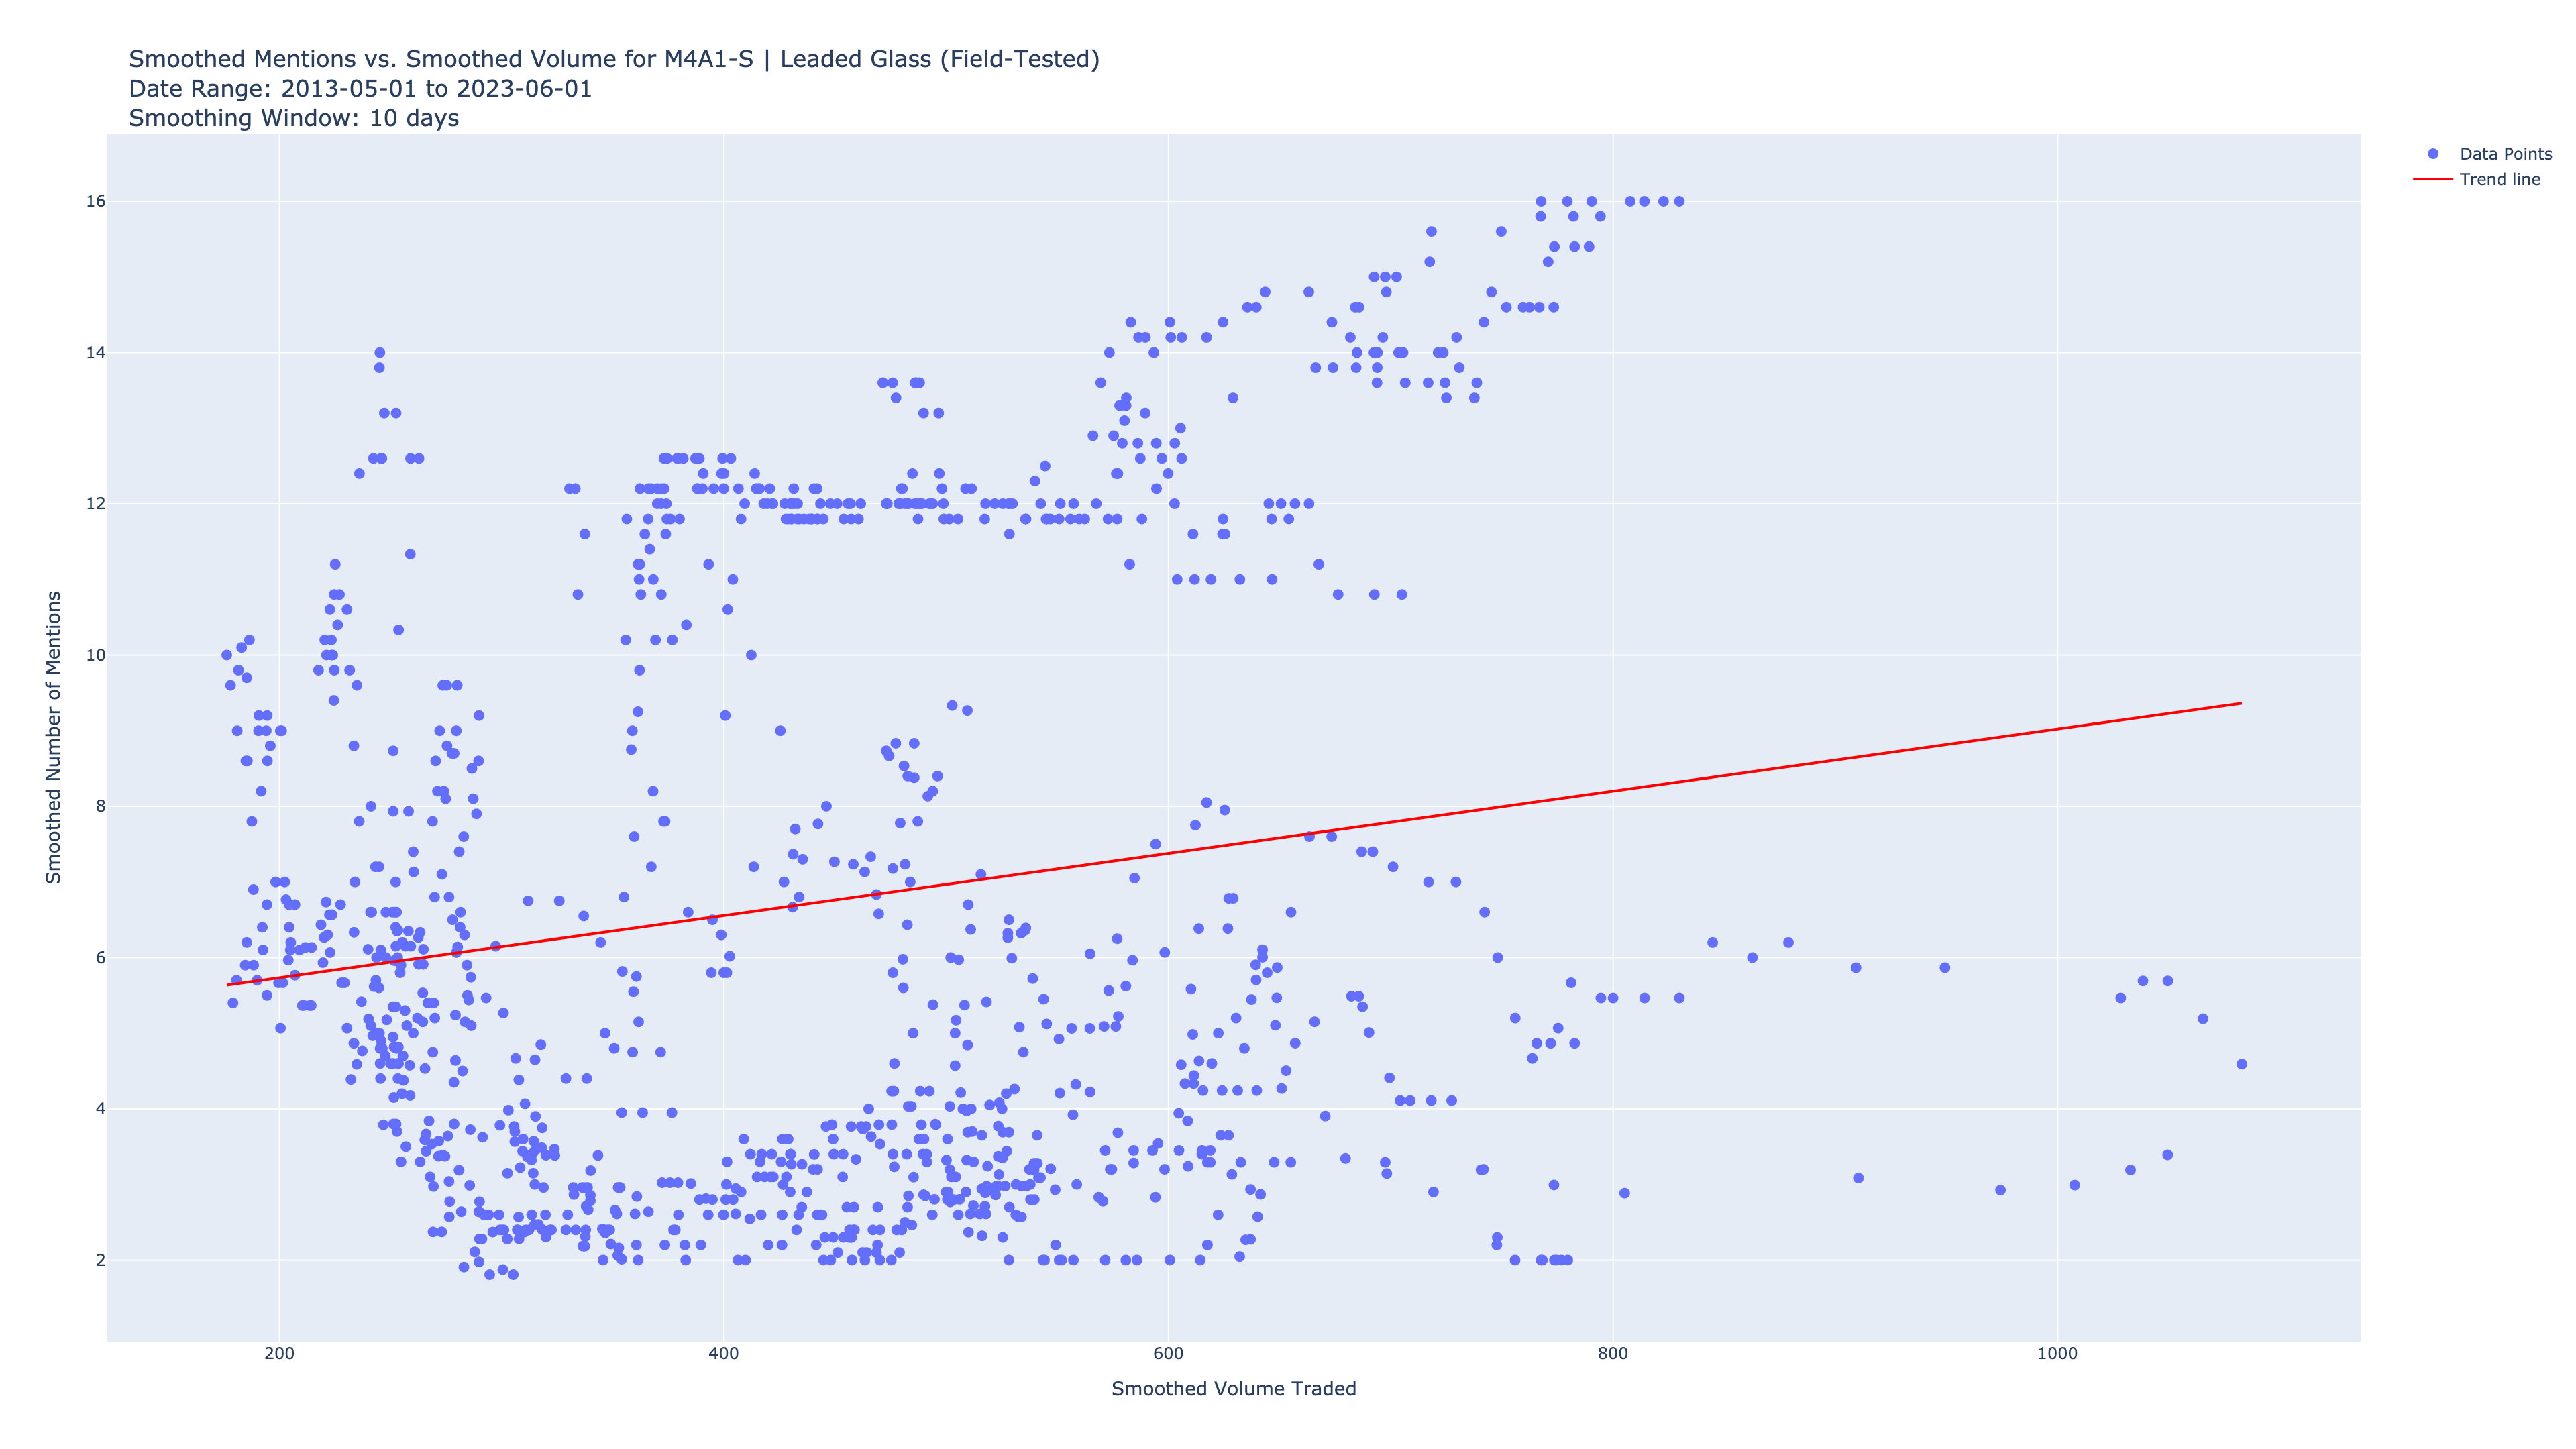 Smoothed Mentions vs. Smoothed Volume for M4A1-S | Leaded Glass (Field-Tested)
Date Range: 2013-05-01 to 2023-06-01
Smoothing Window: 10 days
Data Points
Trend line
16
14
12
10
8
6
4
2
Smoothed Number of Mentions
200
400
600
800
1000
Smoothed Volume Traded